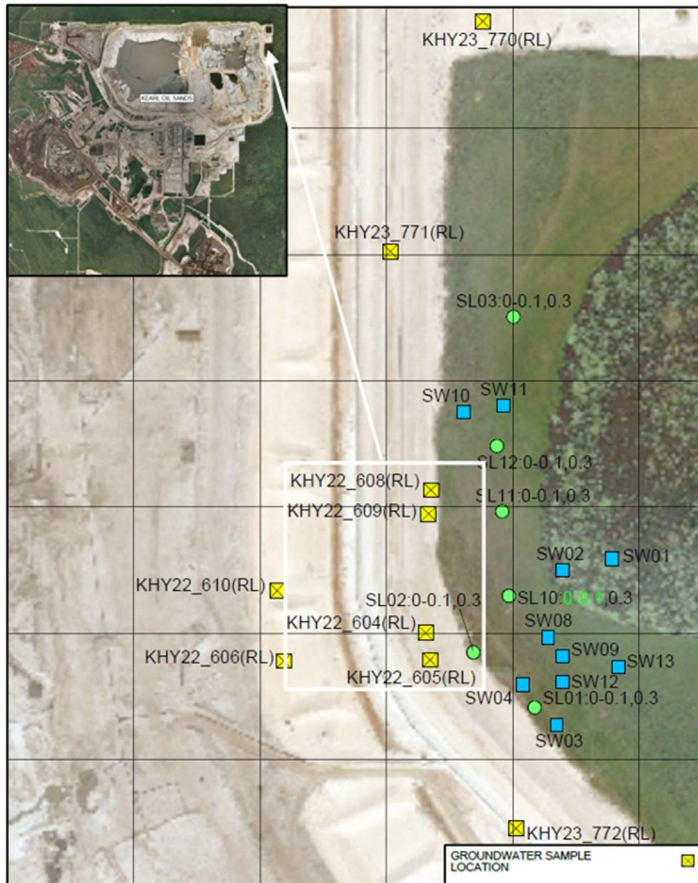 KHY23_770(RL)
KEARL OIL SANDS
KHY23_771(RL)
SL03:0-0.1,0.3
SW10
SW11
SL12:0-0.1,0.3
KHY22_608(RL)
SL11:0-0.1,0.3
KHY22_609(RL)
SW02
SW01
KHY22_610(RL)
SL02:0-0.1,0.3
SL10:0-0.1,0.3
KHY22_604(RL)
SW08
KHY22_606(RL)
SW09
SW13
KHY22_605(RL)
SW12
SW04
SL01:0-0.1,0.3
SW03
KHY23_772(RL)
GROUNDWATER SAMPLE
LOCATION